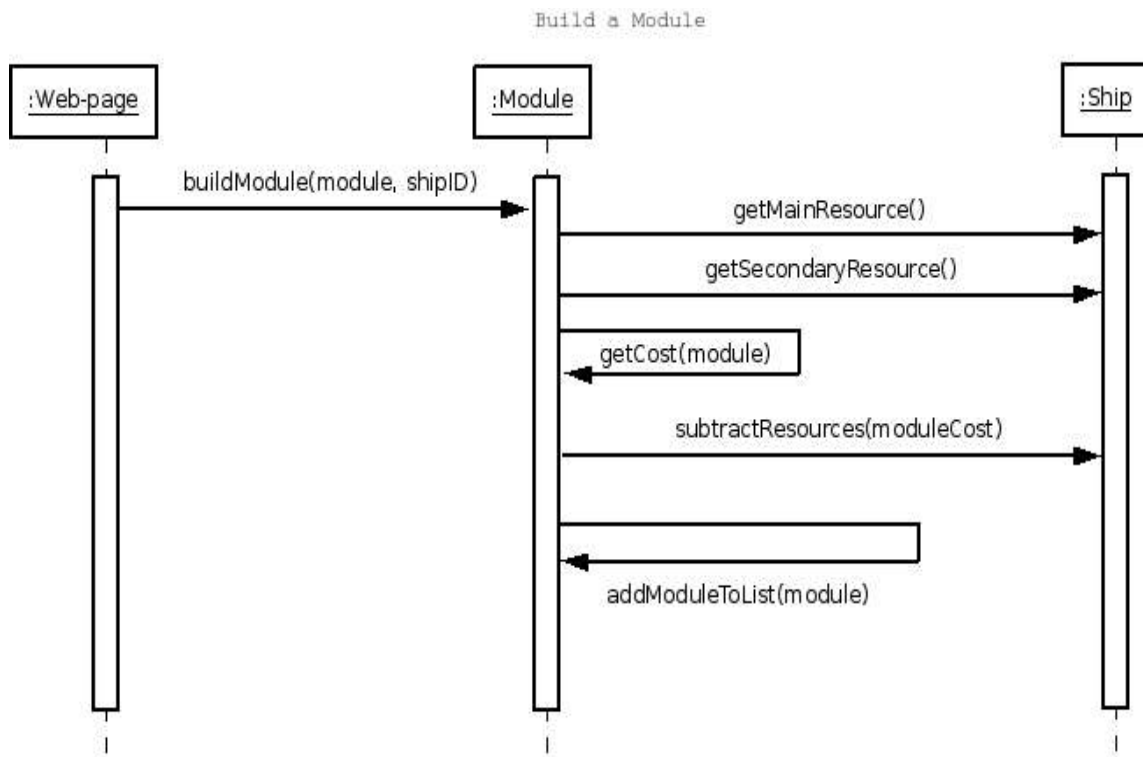 Build a Module
:Web-page
:Module
:Ship
buildModule(module, shipID)
getMainResource()
getSecondaryResource()
getCost(module)
subtractResources(moduleCost)
addModuleToList(module)